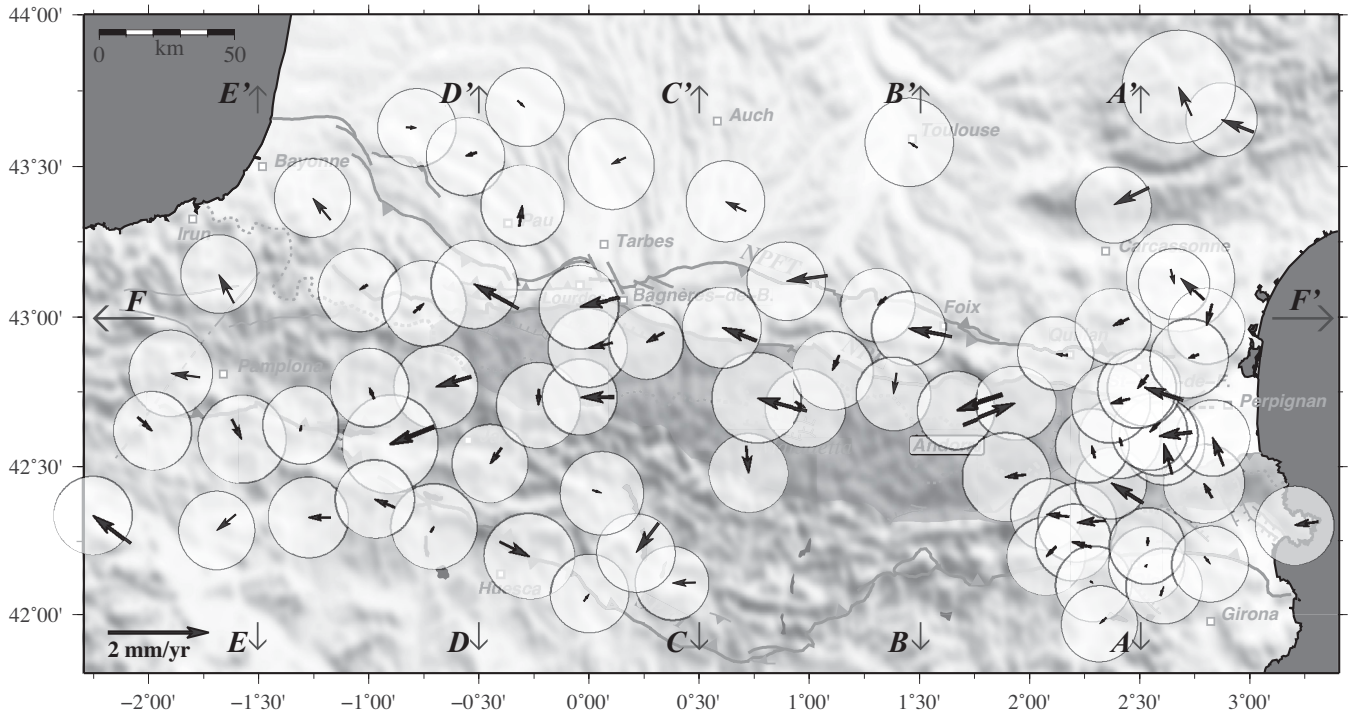 44°00'
43°30'
43°00'
42°30'
42°00'
0 km 50
E’ D’ C’ B’ A’
Auch
Toulouse
Bayonne
Irun
Pau
Tarbes
Carcassonne
NPFT
Lourdes
Bagnères-de-B.
Foix
F F’
Quillan
Pamplona
Perpignan
Andorra
Huesca
Girona
2 mm/yr
E D C B A
−2°00' −1°30' −1°00' −0°30' 0°00' 0°30' 1°00' 1°30' 2°00' 2°30' 3°00'